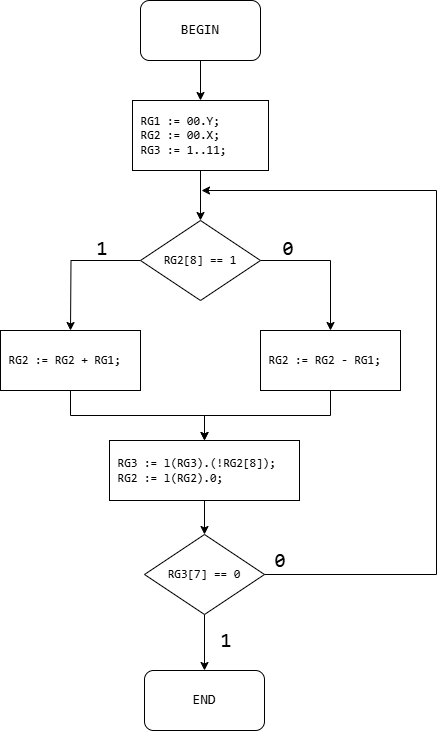 BEGIN
RG1 := 00.Y;
RG2 := 00.X;
RG3 := 1..11;
RG2[8] == 1
1
0
RG2 := RG2 + RG1;
RG2 := RG2 - RG1;
RG3 := l(RG3).(!RG2[8]);
RG2 := l(RG2).0;
RG3[7] == 0
0
1
END